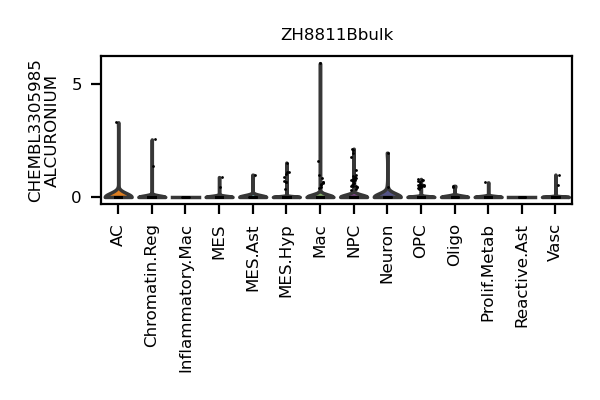 ZH8811Bbulk
CHEMBL3305985
ALCURONIUM
5
0
AC
Chromatin.Reg
Inflammatory.Mac
MES
MES.Ast
MES.Hyp
Mac
NPC
Neuron
OPC
Oligo
Prolif.Metab
Reactive.Ast
Vasc